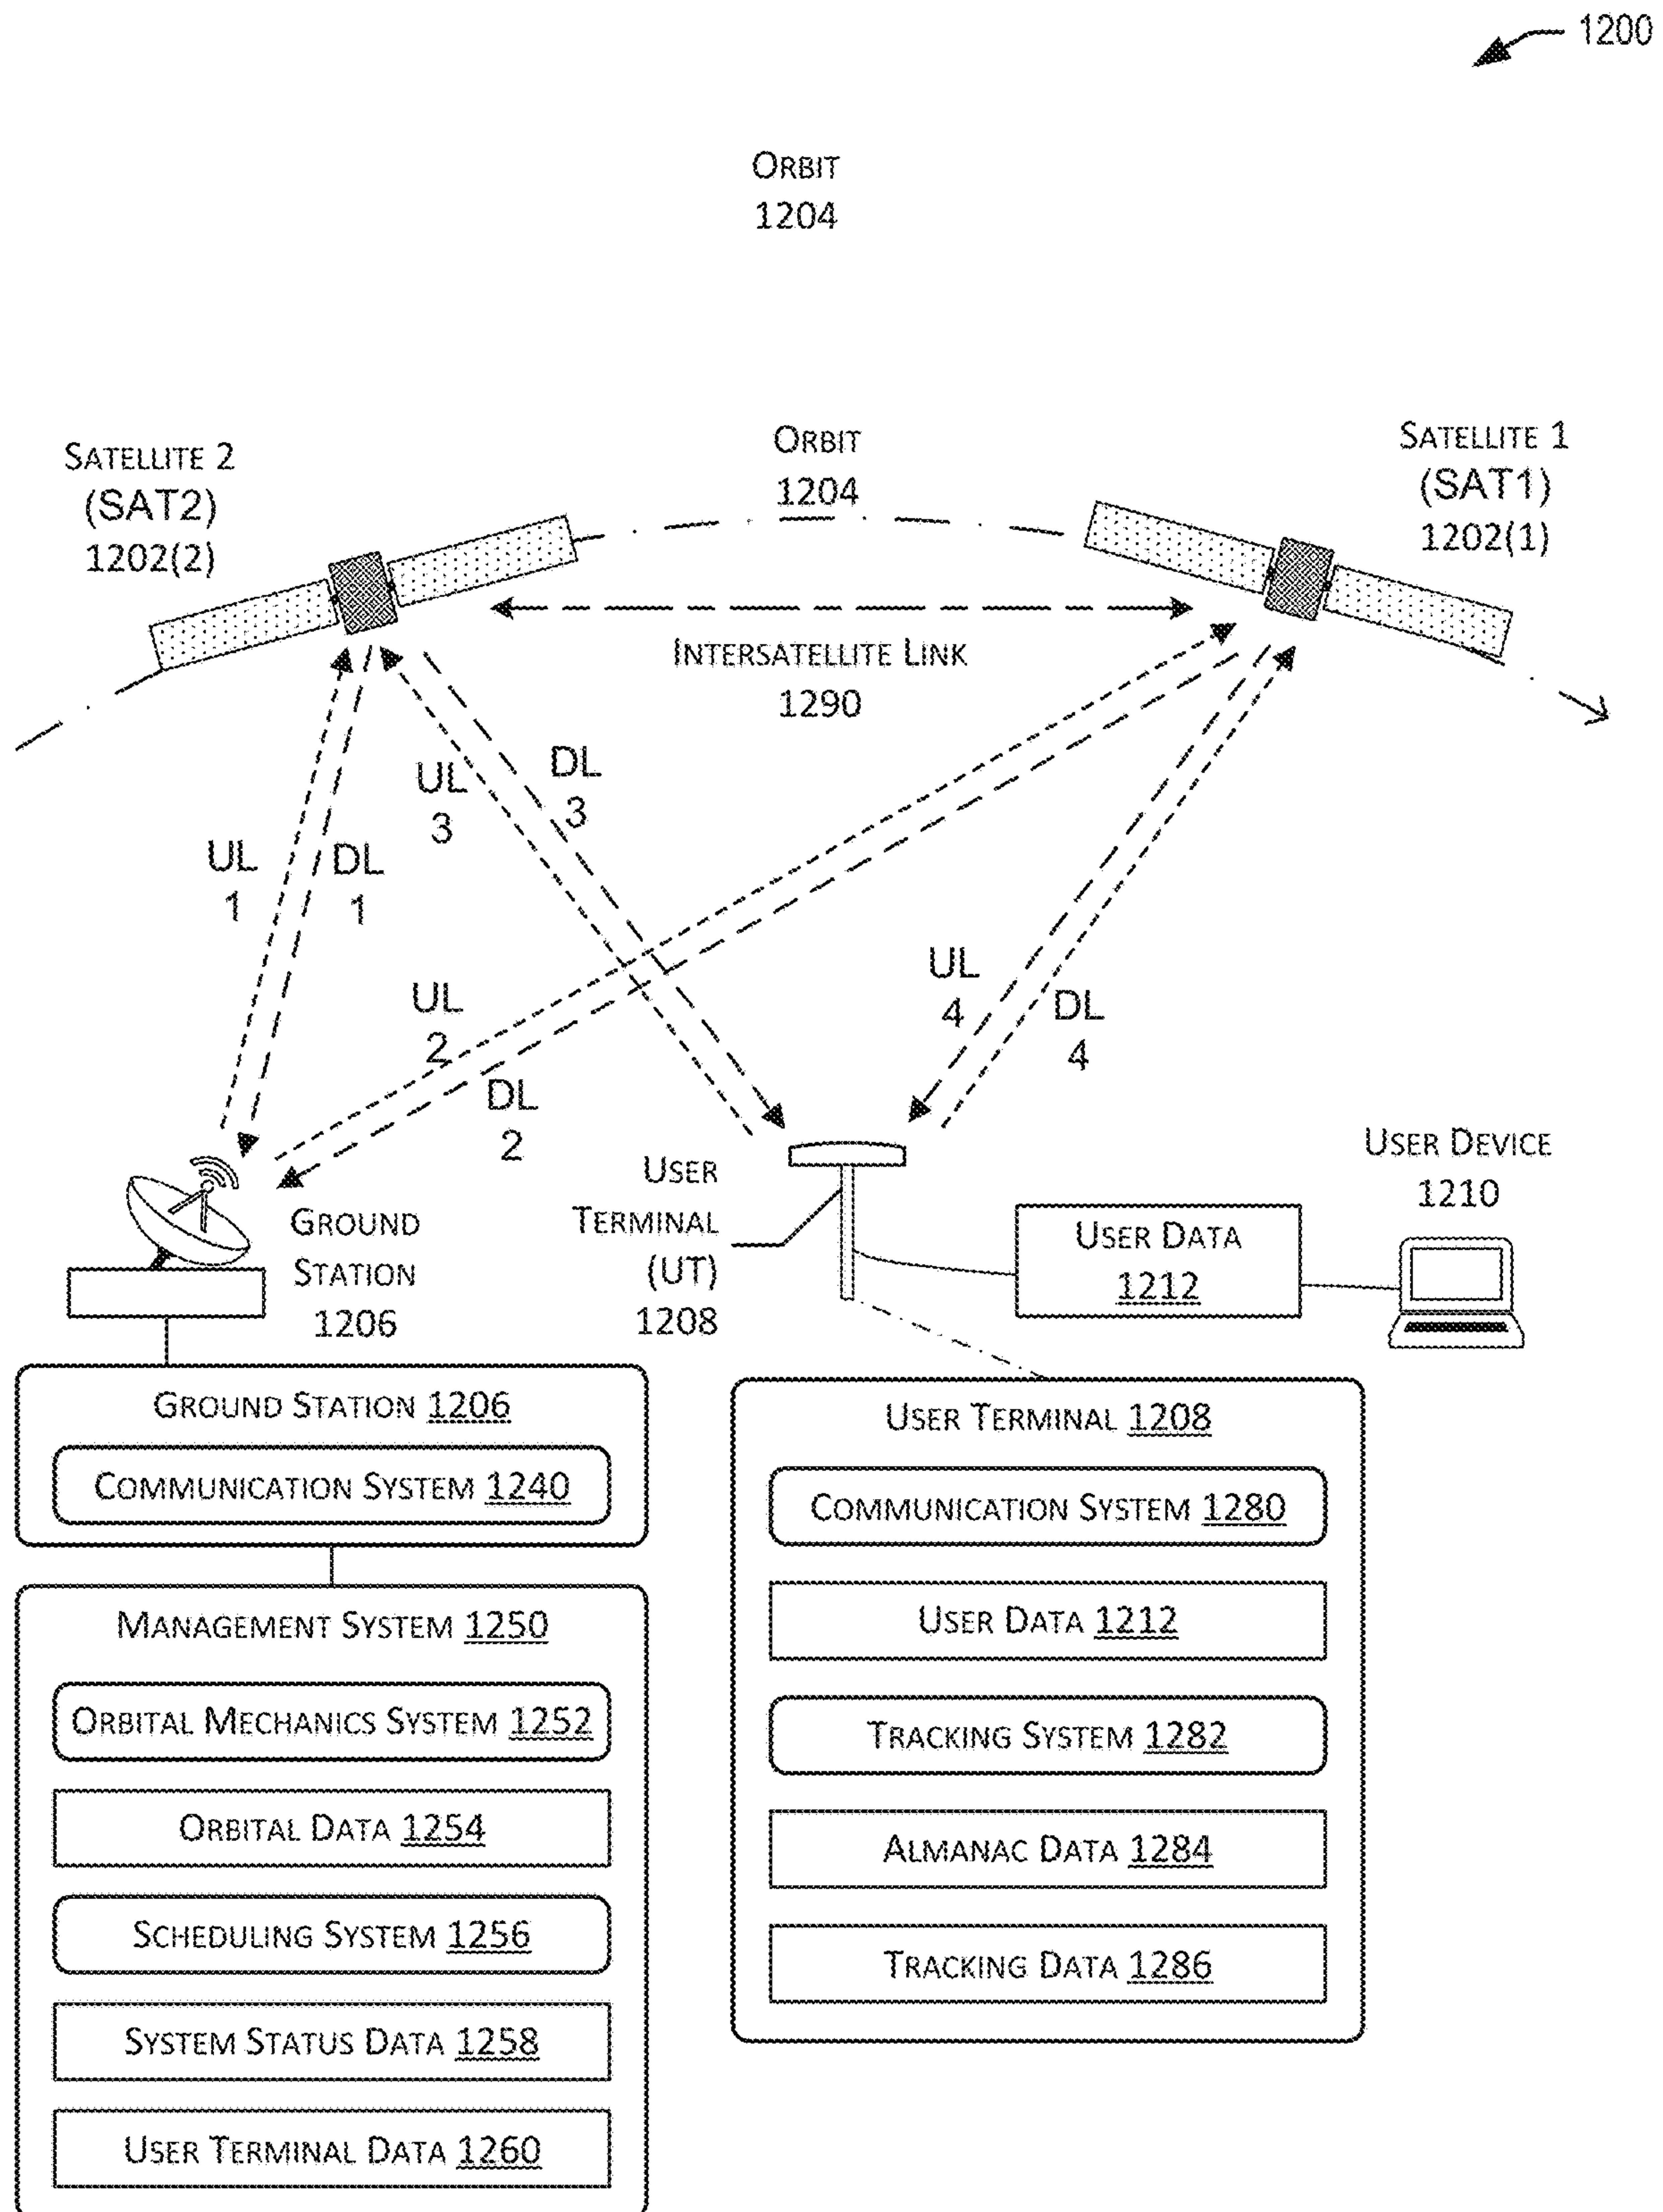 1200
ORBIT
1204
SATELLITE 2
(SAT2)
1202(2)
ORBIT
1204
SATELLITE 1
(SAT1)
1202(1)
INTERSATELLITE LINK
1290
UL
1
DL
1
UL
3
DL
3
UL
2
DL
2
UL
4
DL
4
GROUND
STATION
1206
USER
TERMINAL
(UT)
1208
USER DATA
1212
USER DEVICE
1210
GROUND STATION 1206
COMMUNICATION SYSTEM 1240
MANAGEMENT SYSTEM 1250
ORBITAL MECHANICS SYSTEM 1252
ORBITAL DATA 1254
SCHEDULING SYSTEM 1256
SYSTEM STATUS DATA 1258
USER TERMINAL DATA 1260
USER TERMINAL 1208
COMMUNICATION SYSTEM 1280
USER DATA 1212
TRACKING SYSTEM 1282
ALMANAC DATA 1284
TRACKING DATA 1286